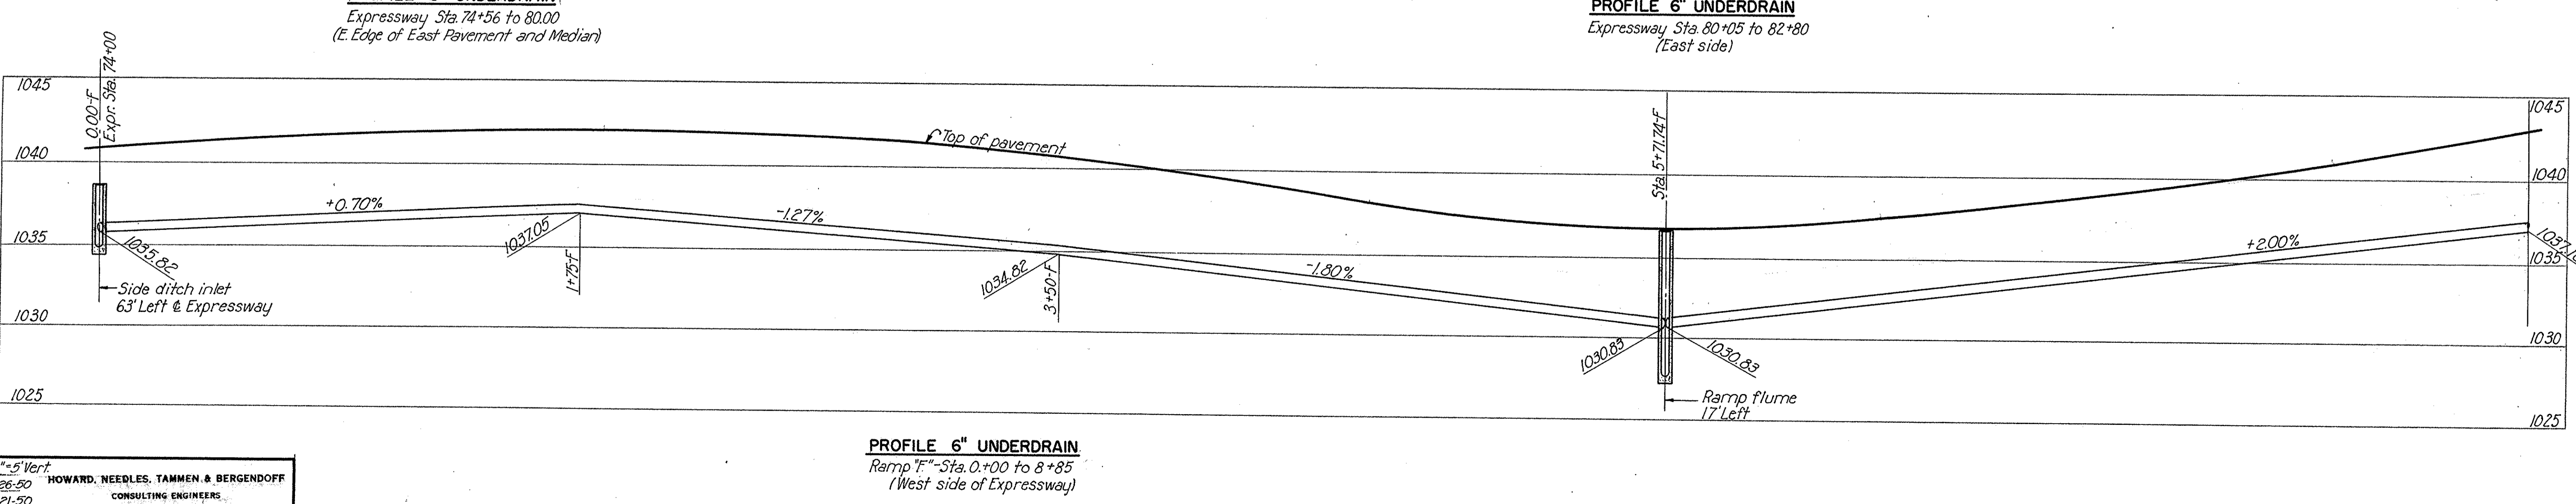 Expressway Sta. 74+56 to 80.00
(E. Edge of East Pavement and Median)
PROFILE 6" UNDERDRAIN
Expressway Sta. 80+05 to 82+80
(East side)
1045
0.00-F
Expr. Sta. 74+00
1045
Sta. 5+71.74-F
Top of pavement
1040
1040
+0.70%
-1.27%
1035
1035.82
1037.05
1+75-F
1034.82
3+50-F
-1.80%
+2.00%
1035
Side ditch inlet
63' Left ℄ Expressway
1030
1030.83
1030.83
1030
1025
Ramp flume
17' Left
1025
PROFILE 6" UNDERDRAIN
Ramp "F"-Sta. 0.+00 to 8+85
(West side of Expressway)
"=5' Vert.
26-50
21-50
HOWARD, NEEDLES, TAMMEN & BERGENDOFF
CONSULTING ENGINEERS